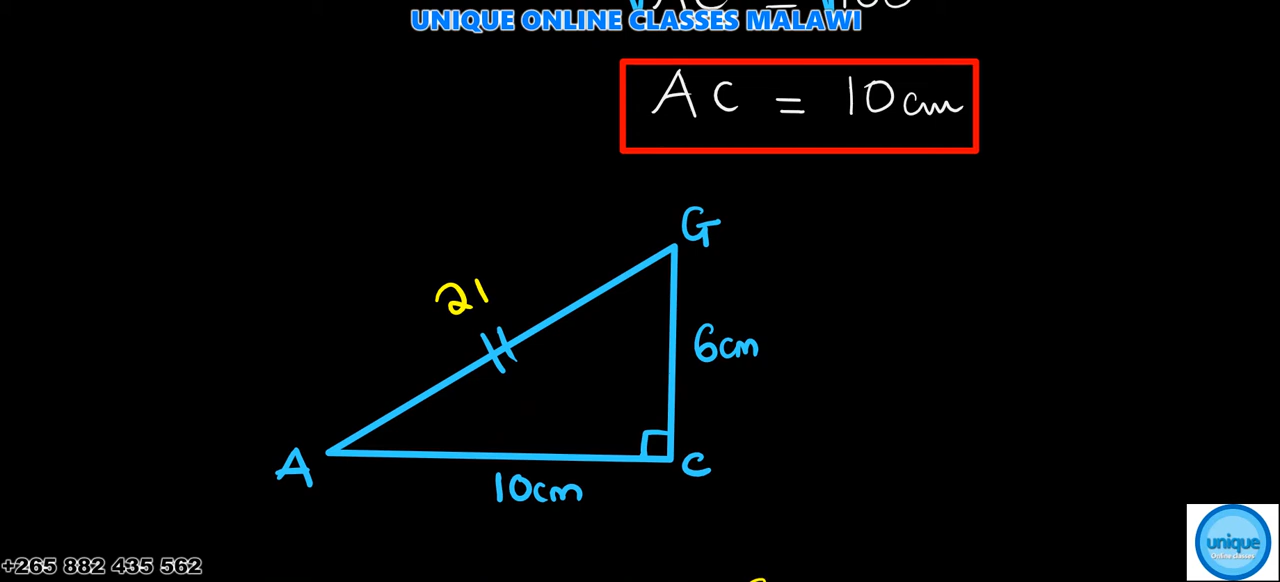 UNIQUE ONLINE CLASSES MALAWI
AC = 10cm
G
21
6cm
A
C
10cm
unique
Online classes
+265 882 435 562